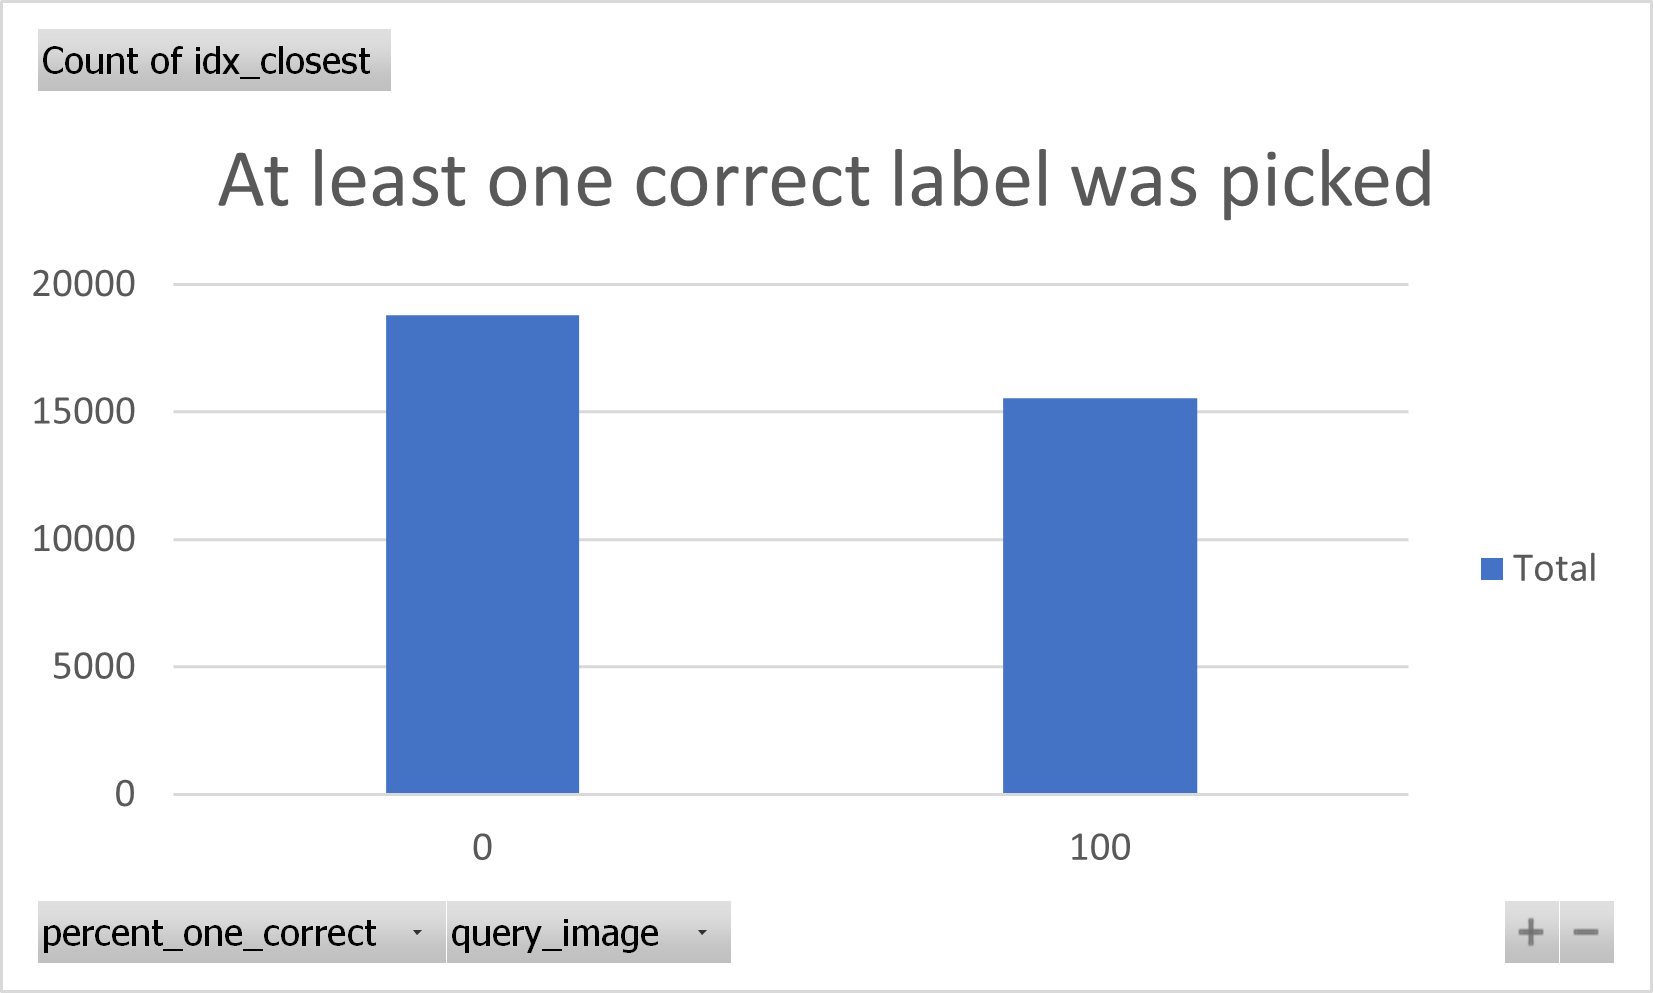 Count of idx_closest
At least one correct label was picked
20000
15000
10000
5000
0
0 100
Total
percent_one_correct query_image
+ −